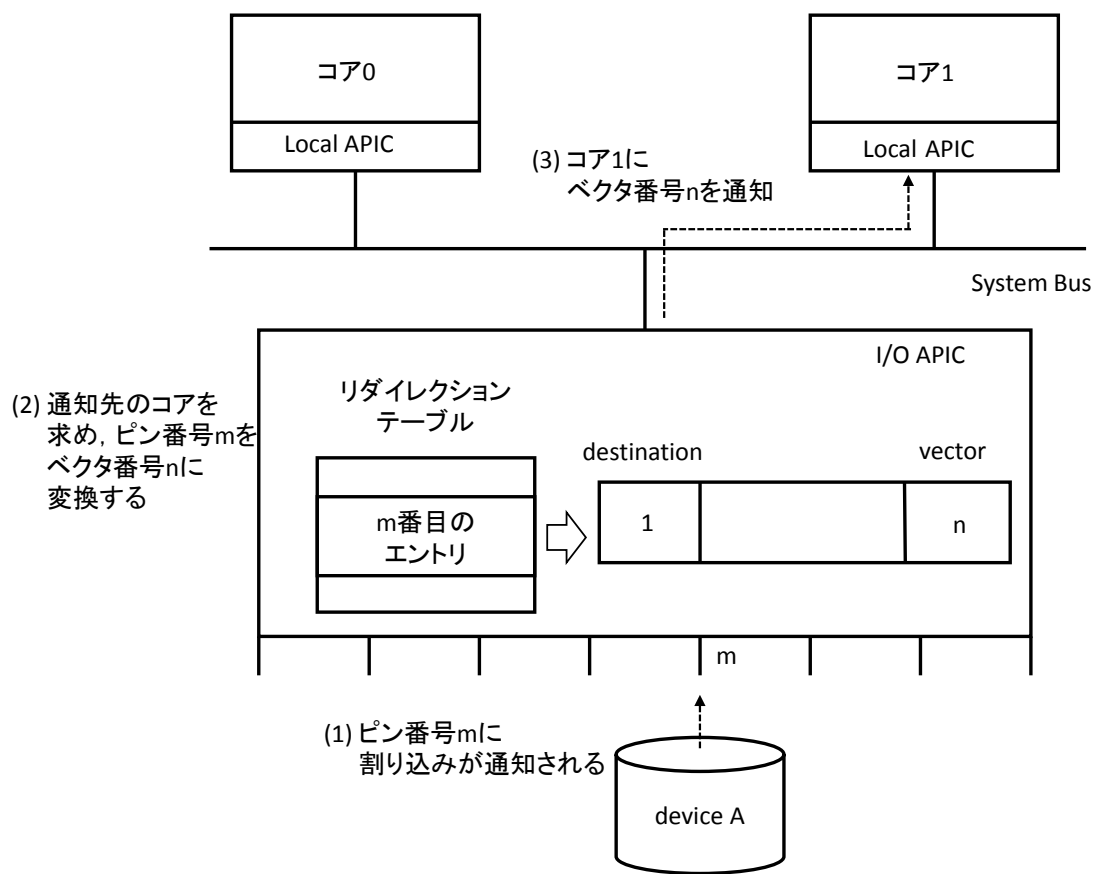 コア0
Local APIC
コア1
Local APIC
(3) コア1に
ベクタ番号nを通知
System Bus
I/O APIC
(2) 通知先のコアを
求め，ピン番号mを
ベクタ番号nに
変換する
リダイレクション
テーブル
m番目の
エントリ
destination
vector
1
n
m
(1) ピン番号mに
割り込みが通知される
device A